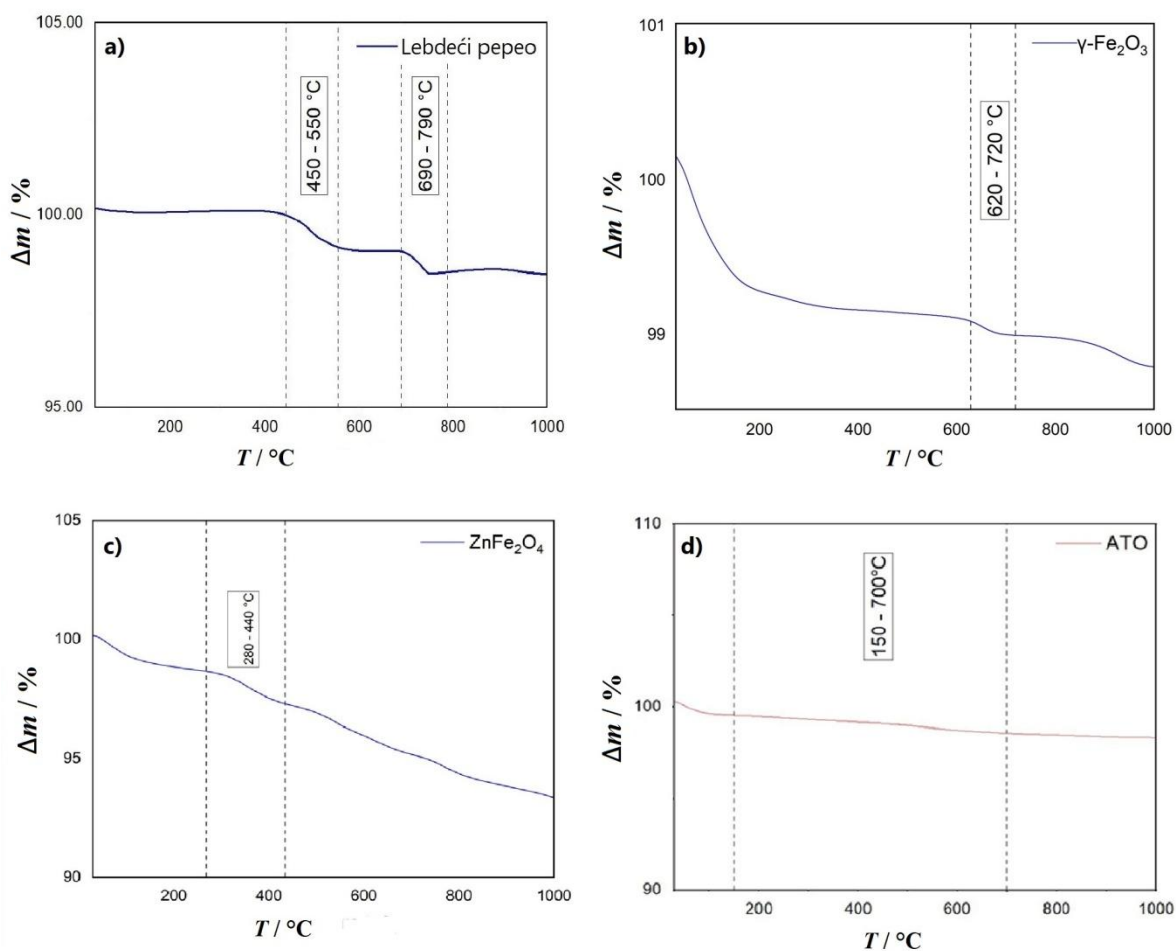 a)
Lebdeći pepeo
105.00
100.00
95.00
Δm / %
450 - 550 °C
690 - 790 °C
200 400 600 800 1000
T / °C
b)
γ-Fe₂O₃
101
100
99
Δm / %
620 - 720 °C
200 400 600 800 1000
T / °C
c)
ZnFe₂O₄
105
100
95
90
Δm / %
280 - 440 °C
200 400 600 800 1000
T / °C
d)
ATO
110
100
90
Δm / %
150 - 700°C
200 400 600 800 1000
T / °C